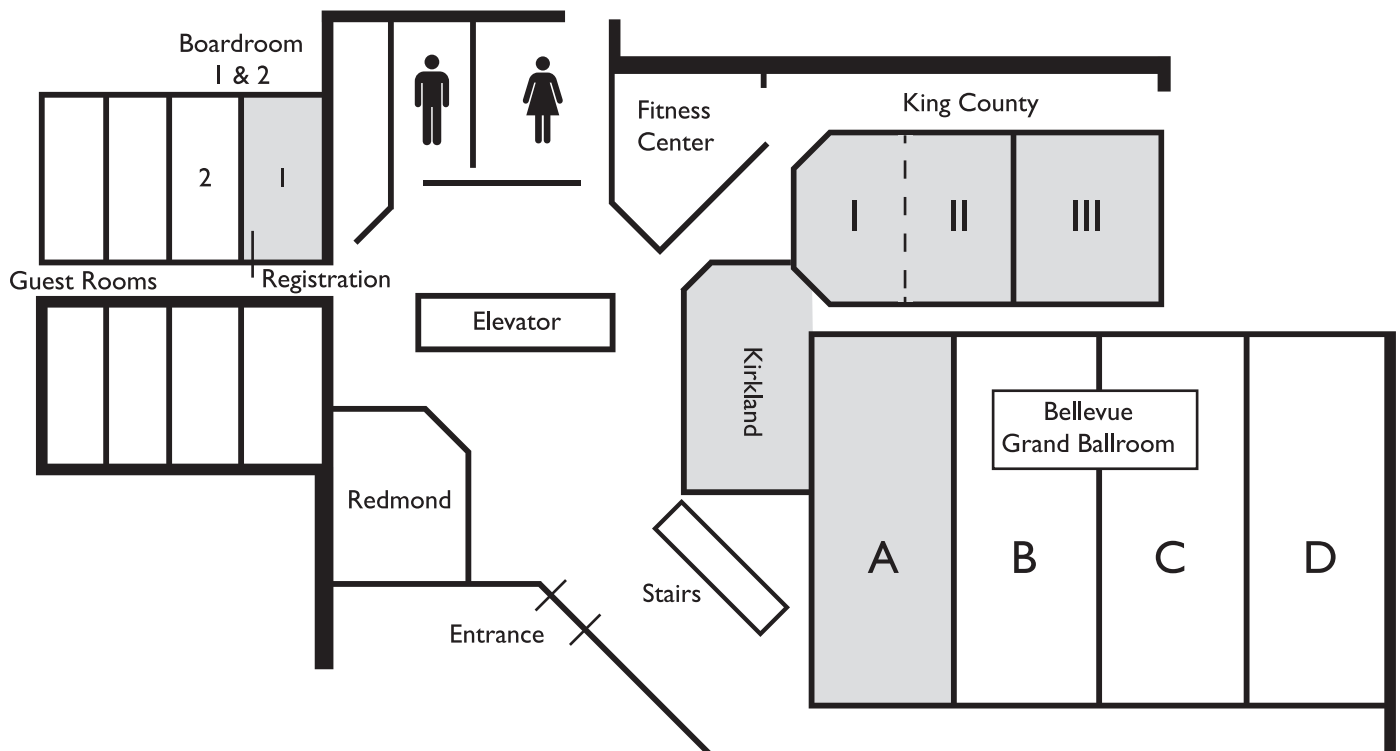 Boardroom
1 & 2
2
1
Guest Rooms
Registration
Fitness
Center
King County
I
II
III
Elevator
Kirkland
Bellevue
Grand Ballroom
Redmond
A
B
C
D
Stairs
Entrance